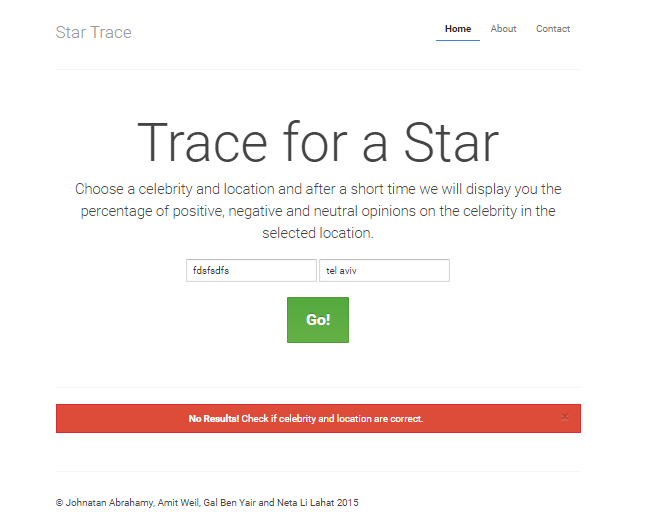 Star Trace
Home About Contact
Trace for a Star
Choose a celebrity and location and after a short time we will display you the
percentage of positive, negative and neutral opinions on the celebrity in the
selected location.
fdsfsdfs tel aviv
Go!
No Results! Check if celebrity and location are correct. ×
© Johnatan Abrahamy, Amit Weil, Gal Ben Yair and Neta Li Lahat 2015